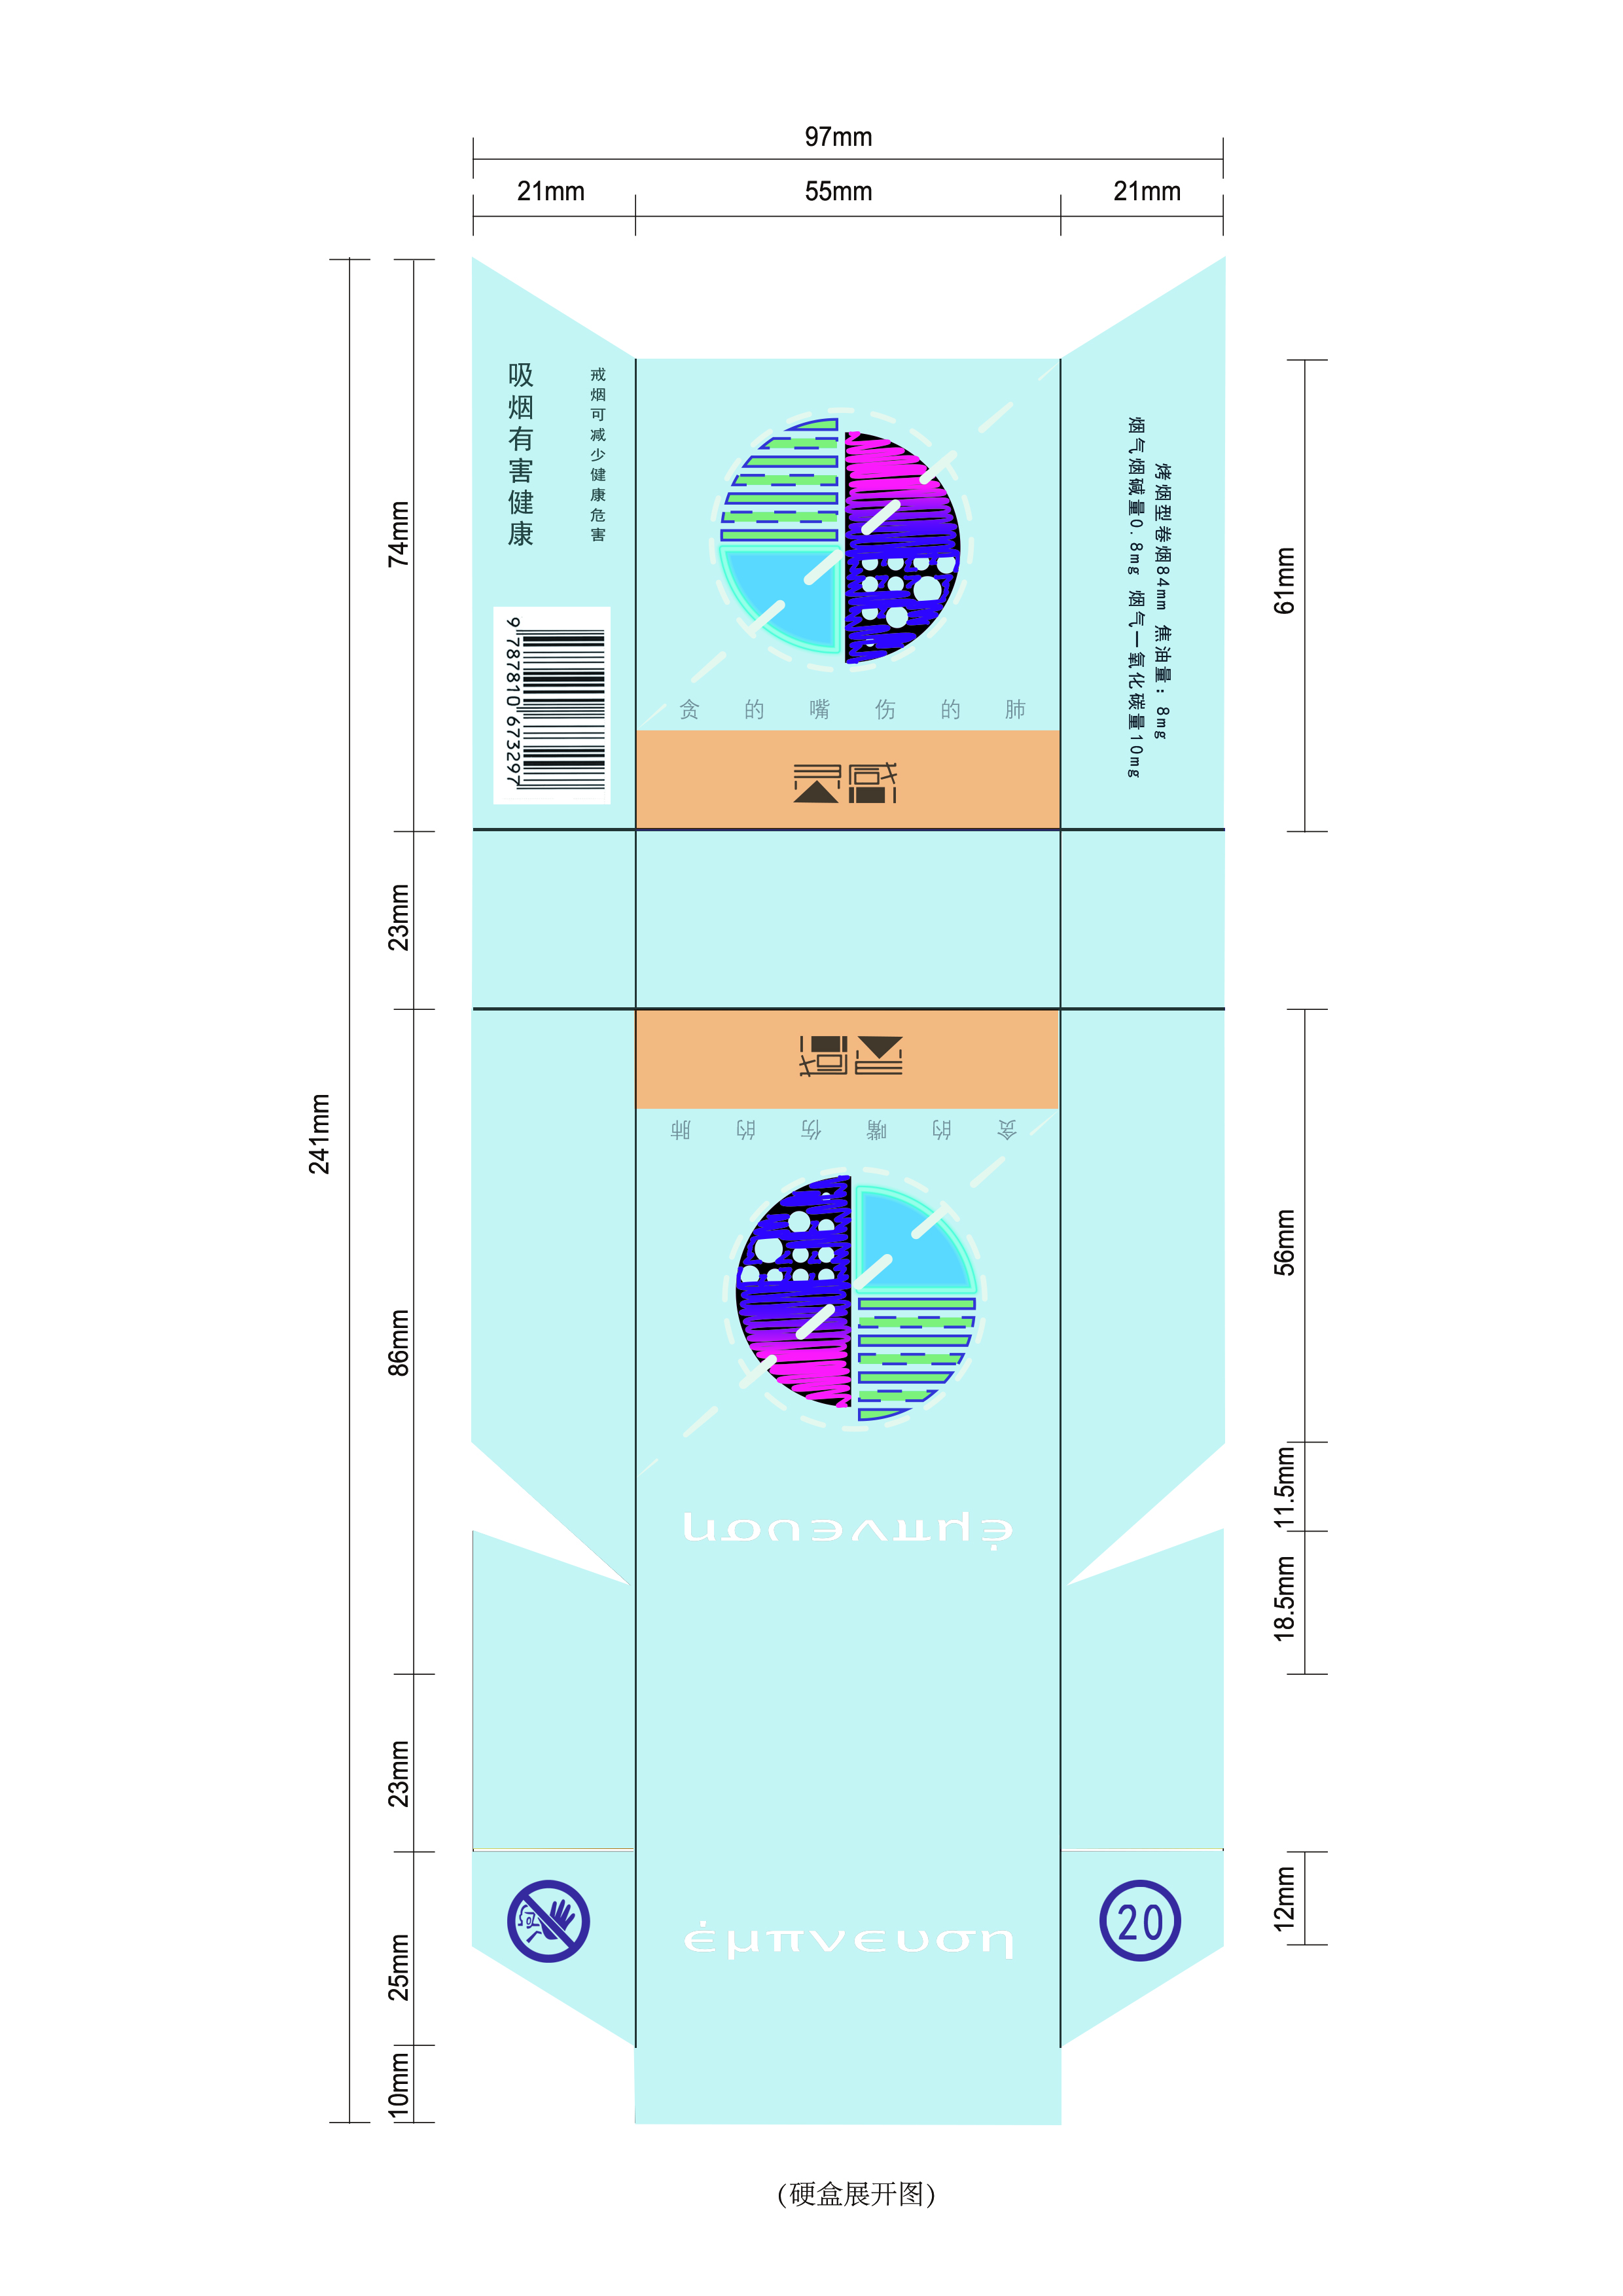 97mm
21mm
55mm
21mm
吸烟有害健康
戒烟可减少健康危害
9 787810 673297
贪的嘴伤的肺
烤烟型卷烟84mm 焦油量：8mg
烟气烟碱量0.8mg 烟气一氧化碳量10mg
74mm
61mm
23mm
241mm
贪的嘴伤的肺
86mm
56mm
έμπνευση
11.5mm
18.5mm
23mm
έμπνευση
20
12mm
25mm
10mm
(硬盒展开图)